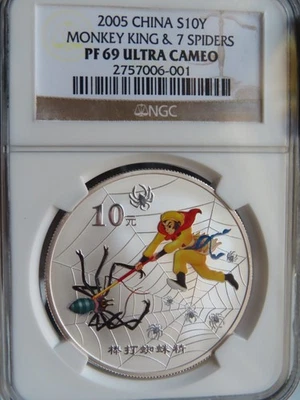 2005 CHINA S10Y
MONKEY KING & 7 SPIDERS
PF 69 ULTRA CAMEO
2757006-001
NGC
10元
棒打蜘蛛精